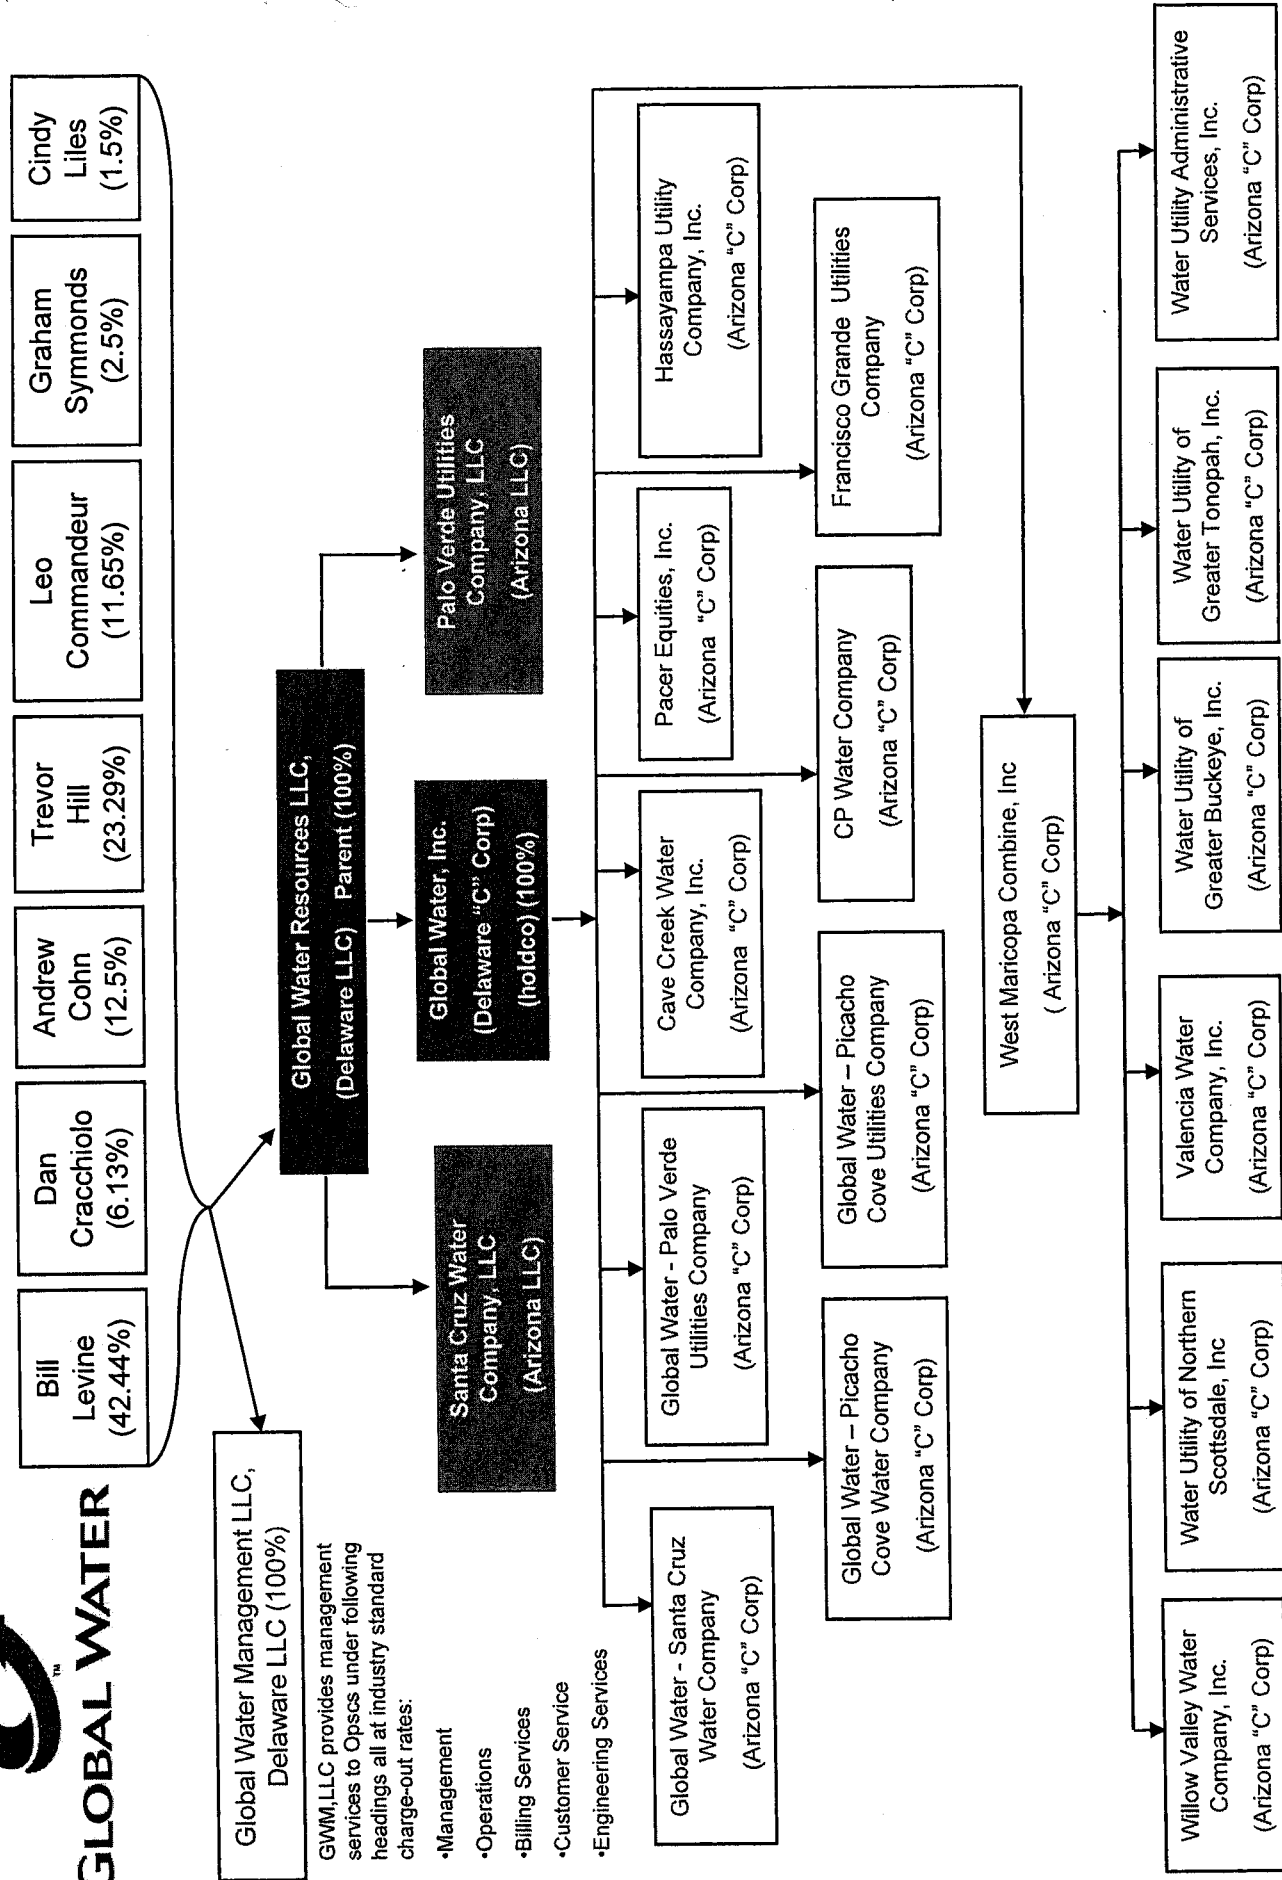 ™
GLOBAL WATER
Bill
Levine
(42.44%)
Dan
Cracchiolo
(6.13%)
Andrew
Cohn
(12.5%)
Trevor
Hill
(23.29%)
Leo
Commandeur
(11.65%)
Graham
Symmonds
(2.5%)
Cindy
Liles
(1.5%)
Global Water Management LLC,
Delaware LLC (100%)
GWM,LLC provides management
services to Opscs under following
headings all at industry standard
charge-out rates:
•Management
•Operations
•Billing Services
•Customer Service
•Engineering Services
Global Water Resources LLC,
(Delaware LLC) Parent (100%)
Santa Cruz Water
Company, LLC
(Arizona LLC)
Global Water, Inc.
(Delaware "C" Corp)
(holdco) (100%)
Palo Verde Utilities
Company, LLC
(Arizona LLC)
Global Water - Santa Cruz
Water Company
(Arizona "C" Corp)
Global Water - Palo Verde
Utilities Company
(Arizona "C" Corp)
Cave Creek Water
Company, Inc.
(Arizona "C" Corp)
Pacer Equities, Inc.
(Arizona "C" Corp)
Hassayampa Utility
Company, Inc.
(Arizona "C" Corp)
Global Water – Picacho
Cove Water Company
(Arizona "C" Corp)
Global Water – Picacho
Cove Utilities Company
(Arizona "C" Corp)
CP Water Company
(Arizona "C" Corp)
Francisco Grande Utilities
Company
(Arizona "C" Corp)
West Maricopa Combine, Inc
( Arizona "C" Corp)
Willow Valley Water
Company, Inc.
(Arizona "C" Corp)
Water Utility of Northern
Scottsdale, Inc
(Arizona "C" Corp)
Valencia Water
Company, Inc.
(Arizona "C" Corp)
Water Utility of
Greater Buckeye, Inc.
(Arizona "C" Corp)
Water Utility of
Greater Tonopah, Inc.
(Arizona "C" Corp)
Water Utility Administrative
Services, Inc.
(Arizona "C" Corp)